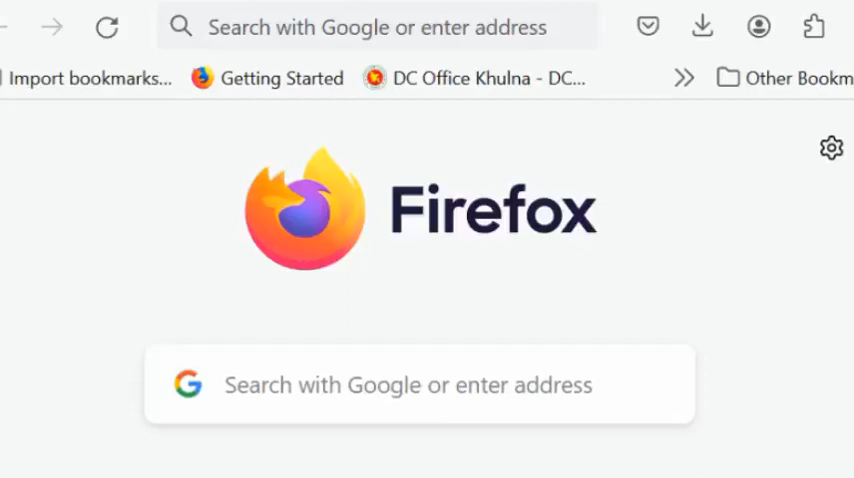 Search with Google or enter address
Import bookmarks... Getting Started DC Office Khulna - DC... Other Bookm
Firefox
Search with Google or enter address